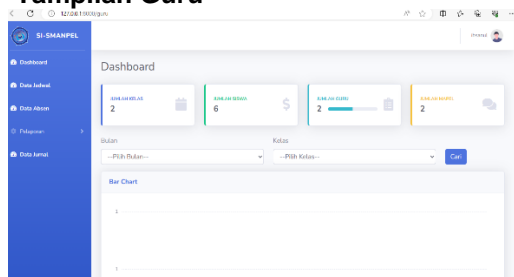 Tampilan Guru
127.0.0.1:8000/guru
SI-SMANPEL
Dashboard
Data Jadwal
Data Absen
Pelaporan
Data Jurnal
Dashboard
JUMLAH KELAS
2
JUMLAH SISWA
6
JUMLAH GURU
2
JUMLAH MAPEL
2
Bulan
--Pilih Bulan--
Kelas
--Pilih Kelas--
Cari
Bar Chart
2